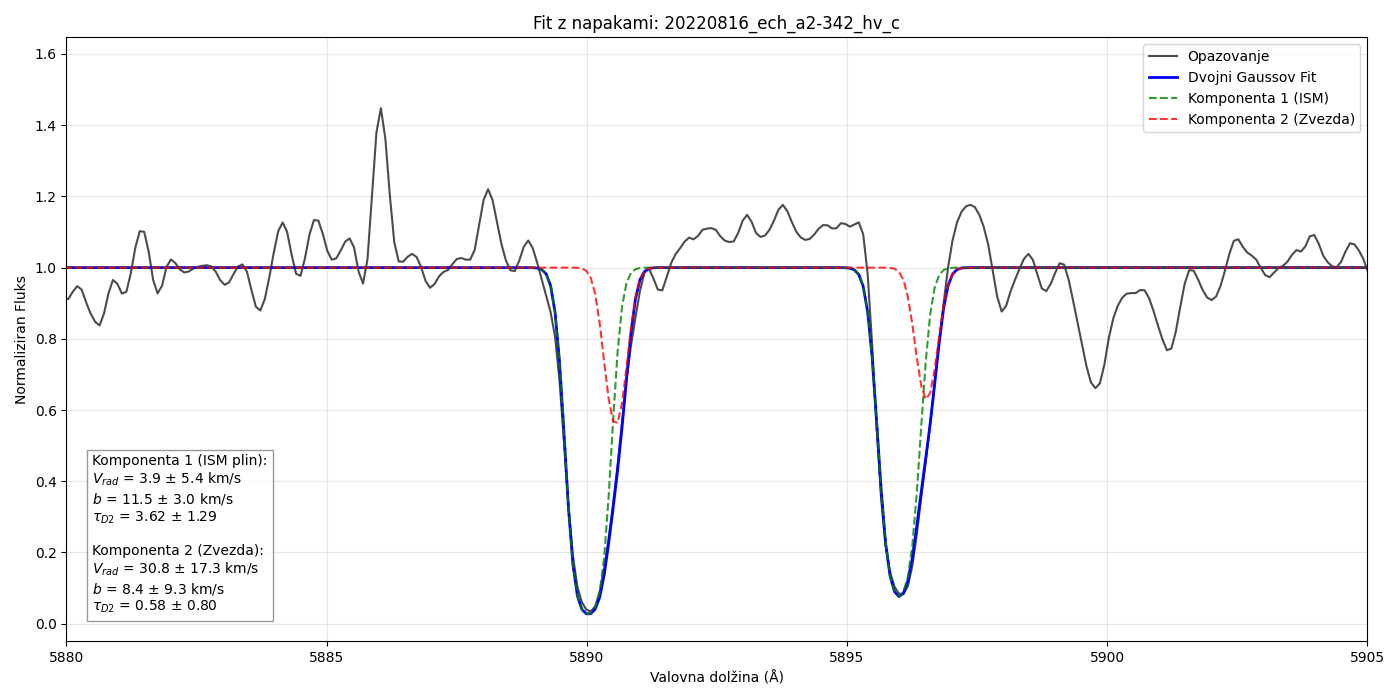 Fit z napakami: 20220816_ech_a2-342_hv_c
Normaliziran Fluks
1.6
1.4
1.2
1.0
0.8
0.6
0.4
0.2
0.0
Opazovanje
Dvojni Gaussov Fit
Komponenta 1 (ISM)
Komponenta 2 (Zvezda)
Komponenta 1 (ISM plin):
V_rad = 3.9 ± 5.4 km/s
b = 11.5 ± 3.0 km/s
τ_D2 = 3.62 ± 1.29
Komponenta 2 (Zvezda):
V_rad = 30.8 ± 17.3 km/s
b = 8.4 ± 9.3 km/s
τ_D2 = 0.58 ± 0.80
5880 5885 5890 5895 5900 5905
Valovna dolžina (Å)